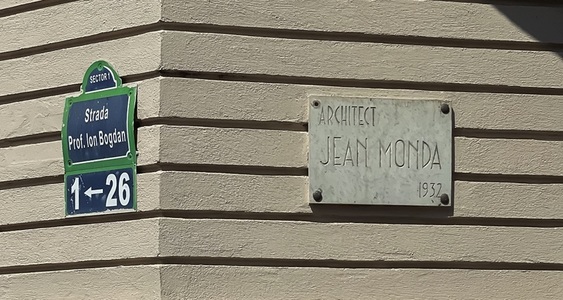 SECTOR 1
Strada
Prof. Ion Bogdan
1 ← 26
ARCHITECT
JEAN MONDA
1932